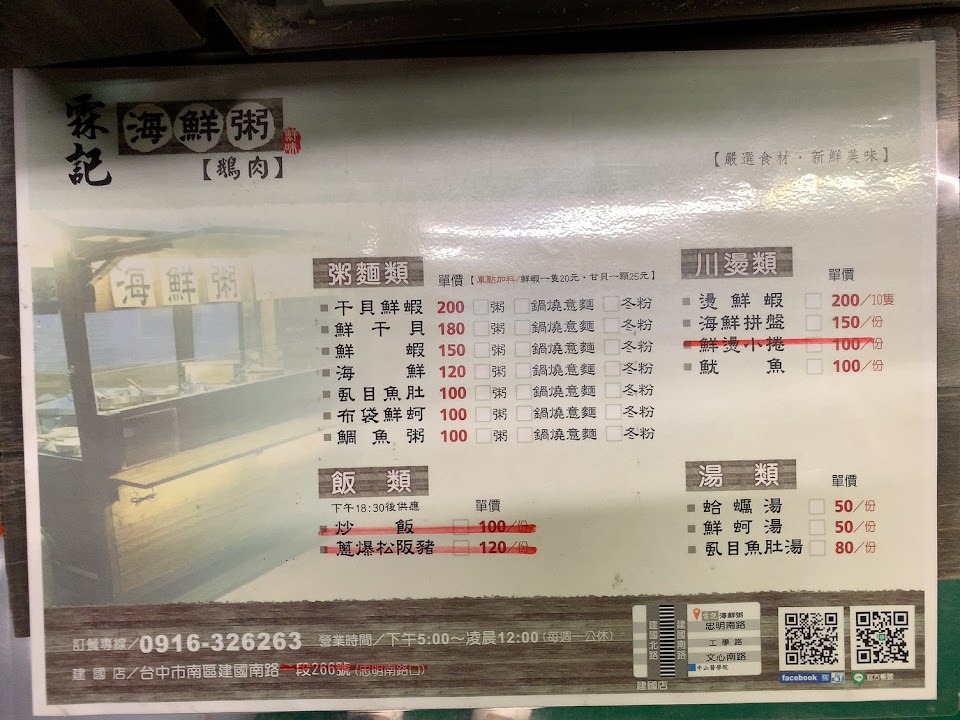 霖記
海鮮粥
鮮味
【鵝肉】
【嚴選食材・新鮮美味】
海鮮粥
粥麵類
單價【單點加料/鮮蝦一隻20元・甘貝一顆25元】
干貝鮮蝦 200 粥 鍋燒意麵 冬粉
鮮干貝 180 粥 鍋燒意麵 冬粉
鮮蝦 150 粥 鍋燒意麵 冬粉
海鮮 120 粥 鍋燒意麵 冬粉
虱目魚肚 100 粥 鍋燒意麵 冬粉
布袋鮮蚵 100 粥 鍋燒意麵 冬粉
鯛魚粥 100 粥 鍋燒意麵 冬粉
川燙類
單價
燙鮮蝦 200/10隻
海鮮拼盤 150/份
鮮燙小捲 100/份
魷魚 100/份
飯類
下午18:30後供應 單價
炒飯 100/份
蔥爆松阪豬 120/份
湯類
單價
蛤蠣湯 50/份
鮮蚵湯 50/份
虱目魚肚湯 80/份
訂餐專線/0916-326263 營業時間/下午5:00～凌晨12:00(每週一公休)
建國店/台中市南區建國南路一段266號(忠明南路口)
建國北路
建國南路
霖記海鮮粥
忠明南路
工學路
文心南路
中山醫學院
建國店
facebook 讚
官方帳號